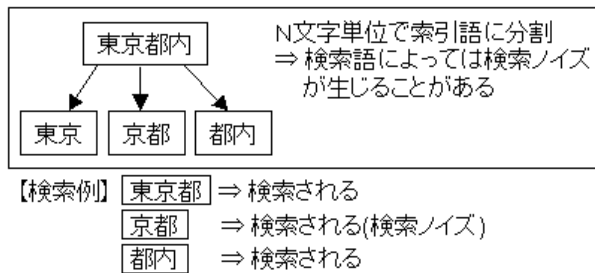 東京都内
N文字単位で索引語に分割
⇒ 検索語によっては検索ノイズ
が生じることがある
東京 京都 都内
【検索例】 東京都 ⇒ 検索される
京都 ⇒ 検索される(検索ノイズ)
都内 ⇒ 検索される